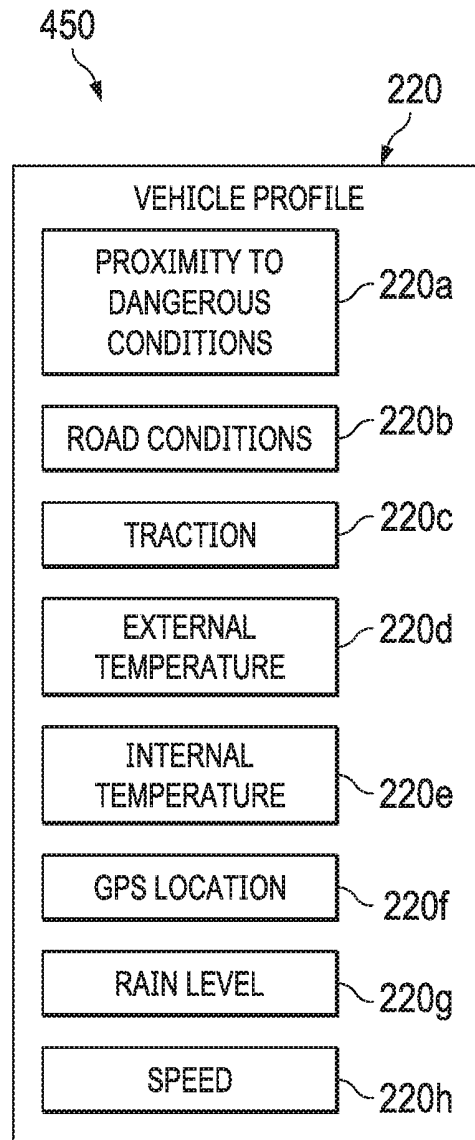 450
220
VEHICLE PROFILE
PROXIMITY TO
DANGEROUS
CONDITIONS
220a
ROAD CONDITIONS
220b
TRACTION
220c
EXTERNAL
TEMPERATURE
220d
INTERNAL
TEMPERATURE
220e
GPS LOCATION
220f
RAIN LEVEL
220g
SPEED
220h